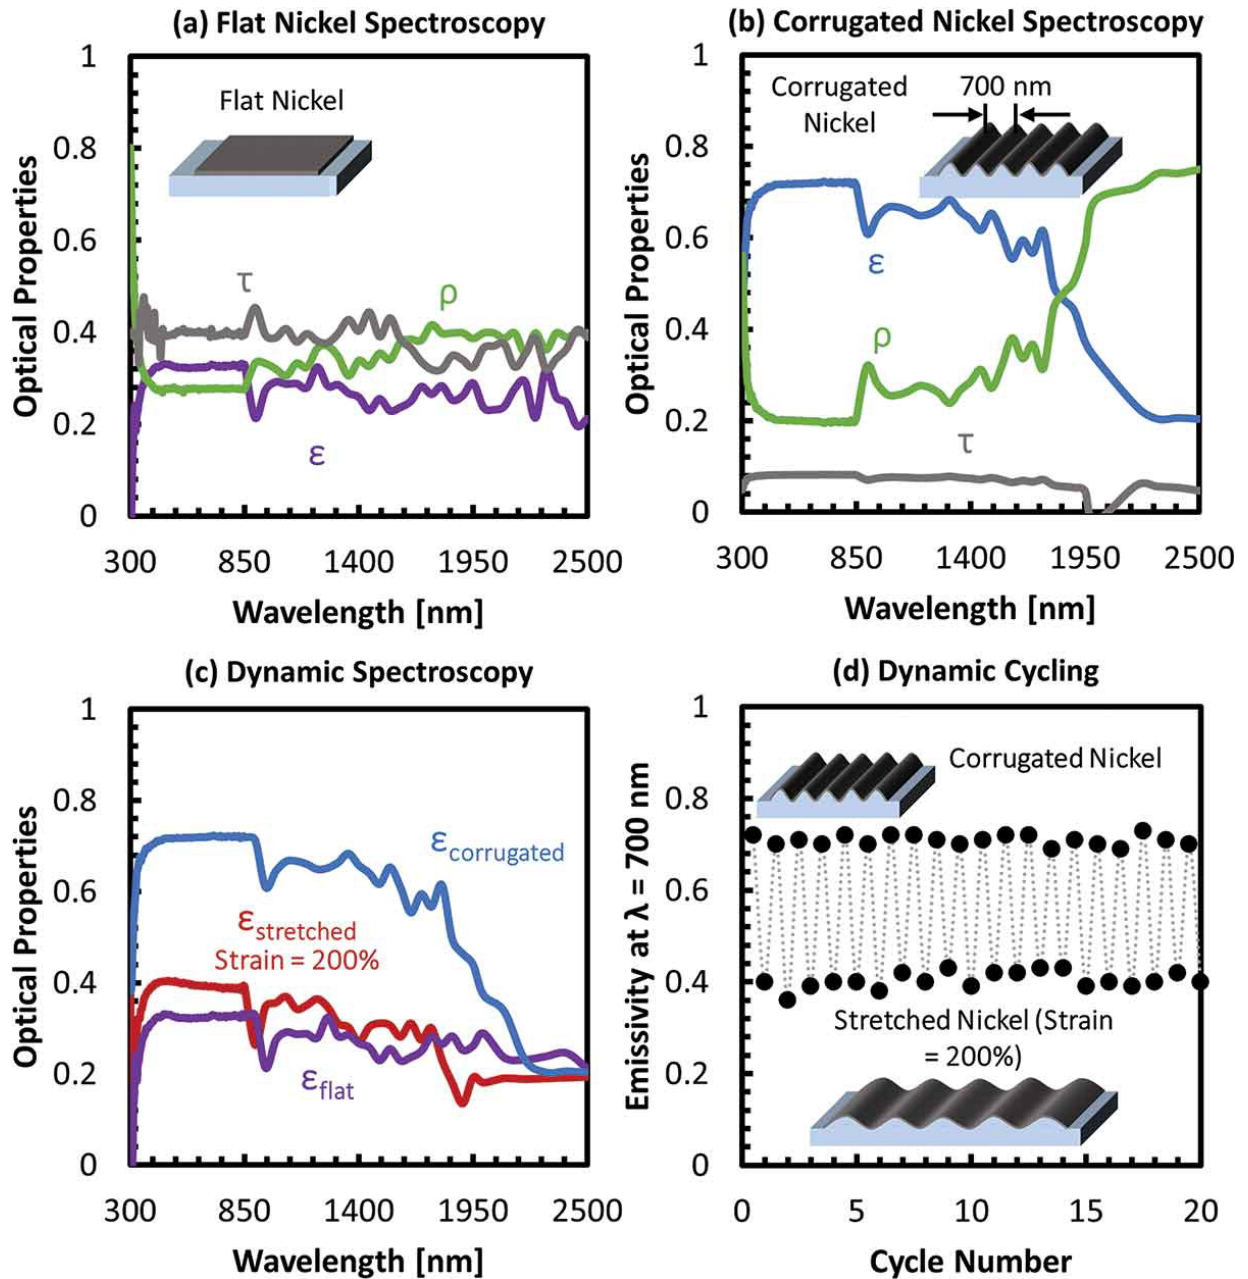 (a) Flat Nickel Spectroscopy
1
0.8
0.6
0.4
0.2
0
Optical Properties
Flat Nickel
τ
ρ
ε
300 850 1400 1950 2500
Wavelength [nm]
(b) Corrugated Nickel Spectroscopy
1
0.8
0.6
0.4
0.2
0
Optical Properties
Corrugated
Nickel
700 nm
ε
ρ
τ
300 850 1400 1950 2500
Wavelength [nm]
(c) Dynamic Spectroscopy
1
0.8
0.6
0.4
0.2
0
Optical Properties
εcorrugated
εstretched
Strain = 200%
εflat
300 850 1400 1950 2500
Wavelength [nm]
(d) Dynamic Cycling
1
0.8
0.6
0.4
0.2
0
Emissivity at λ = 700 nm
Corrugated Nickel
Stretched Nickel (Strain
= 200%)
0 5 10 15 20
Cycle Number